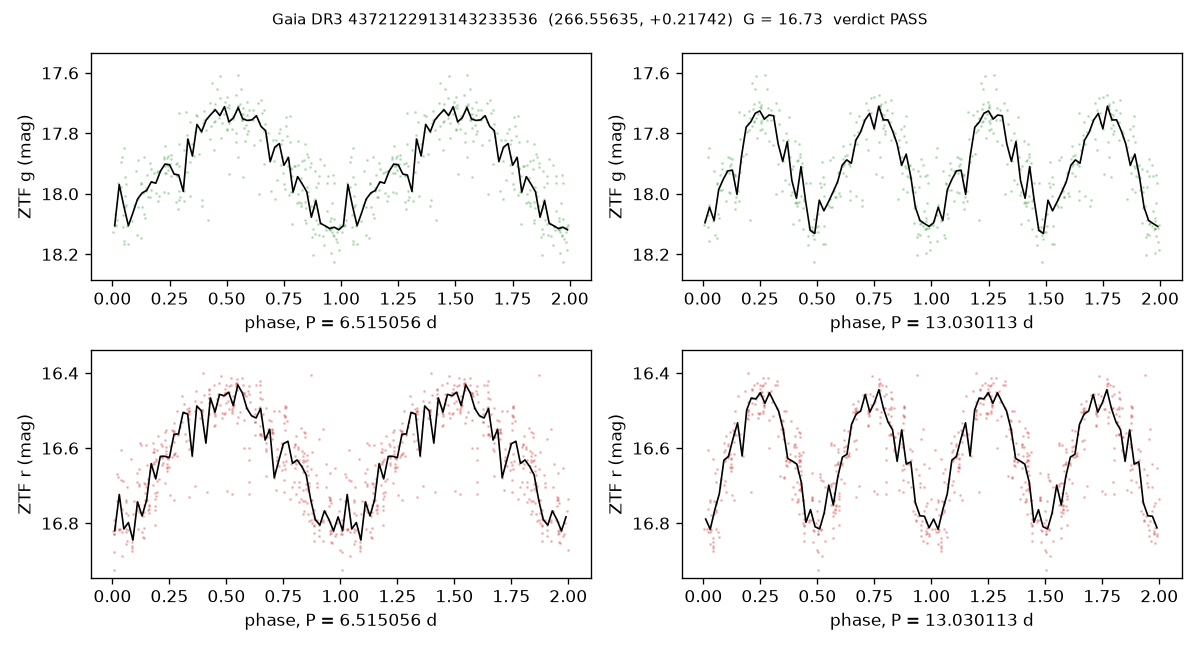 Gaia DR3 4372122913143233536 (266.55635, +0.21742) G = 16.73 verdict PASS
ZTF g (mag)
17.6
17.8
18.0
18.2
0.00 0.25 0.50 0.75 1.00 1.25 1.50 1.75 2.00
phase, P = 6.515056 d
ZTF g (mag)
17.6
17.8
18.0
18.2
0.00 0.25 0.50 0.75 1.00 1.25 1.50 1.75 2.00
phase, P = 13.030113 d
ZTF r (mag)
16.4
16.6
16.8
0.00 0.25 0.50 0.75 1.00 1.25 1.50 1.75 2.00
phase, P = 6.515056 d
ZTF r (mag)
16.4
16.6
16.8
0.00 0.25 0.50 0.75 1.00 1.25 1.50 1.75 2.00
phase, P = 13.030113 d